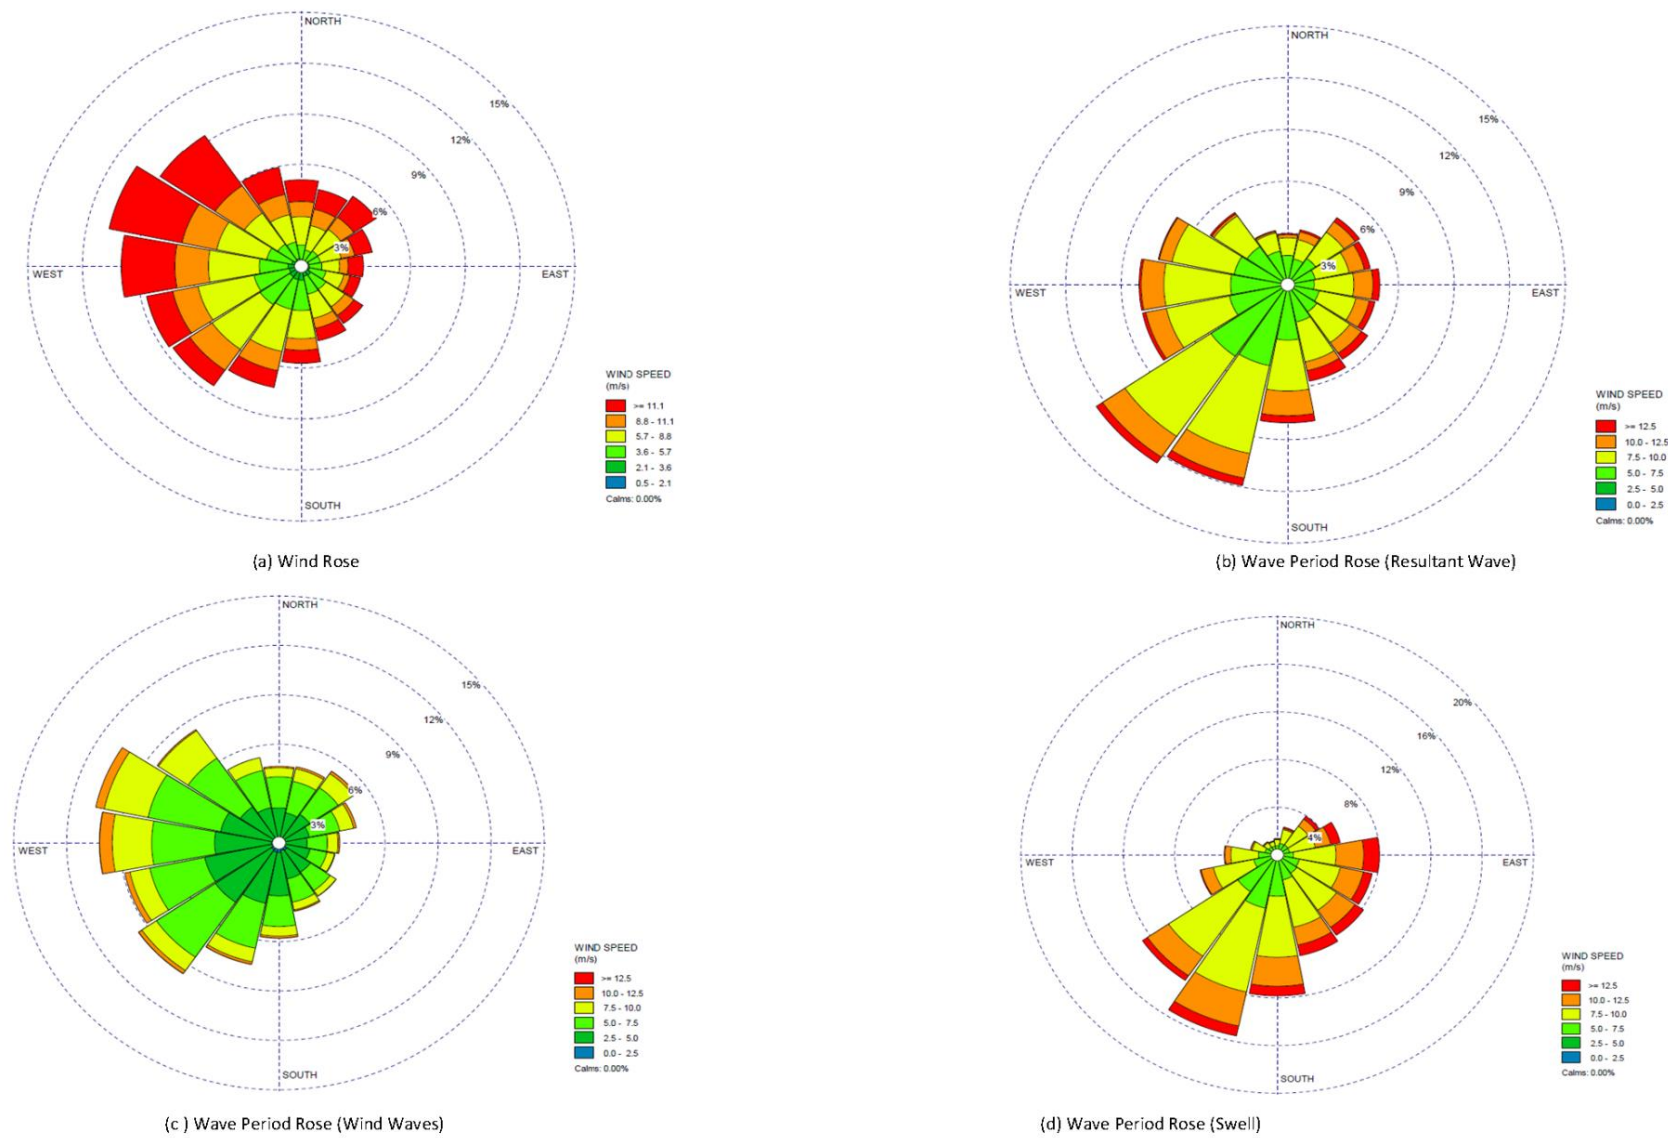 NORTH
15%
12%
9%
6%
3%
WEST
EAST
SOUTH
WIND SPEED
(m/s)
>= 11.1
8.8 - 11.1
5.7 - 8.8
3.6 - 5.7
2.1 - 3.6
0.5 - 2.1
Calms: 0.00%
(a) Wind Rose
NORTH
15%
12%
9%
6%
3%
WEST
EAST
SOUTH
WIND SPEED
(m/s)
>= 12.5
10.0 - 12.5
7.5 - 10.0
5.0 - 7.5
2.5 - 5.0
0.0 - 2.5
Calms: 0.00%
(b) Wave Period Rose (Resultant Wave)
NORTH
15%
12%
9%
6%
3%
WEST
EAST
SOUTH
WIND SPEED
(m/s)
>= 12.5
10.0 - 12.5
7.5 - 10.0
5.0 - 7.5
2.5 - 5.0
0.0 - 2.5
Calms: 0.00%
(c ) Wave Period Rose (Wind Waves)
NORTH
20%
16%
12%
8%
4%
WEST
EAST
SOUTH
WIND SPEED
(m/s)
>= 12.5
10.0 - 12.5
7.5 - 10.0
5.0 - 7.5
2.5 - 5.0
0.0 - 2.5
Calms: 0.00%
(d) Wave Period Rose (Swell)